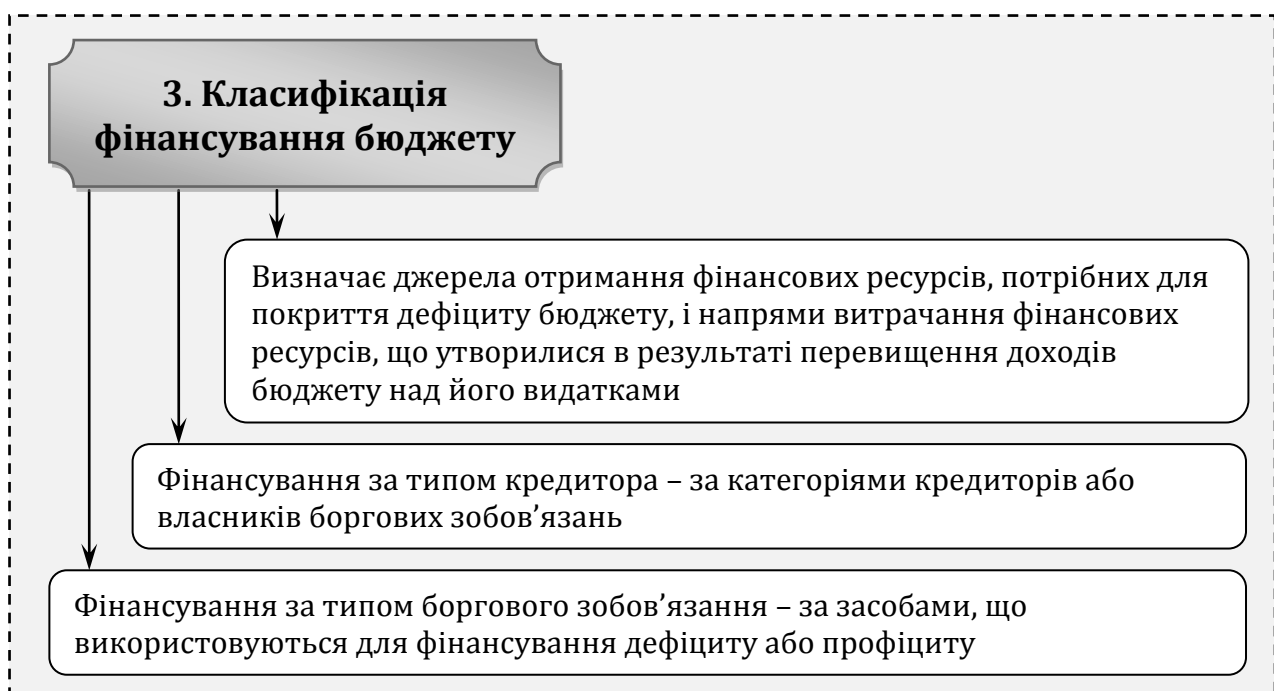 3. Класифікація
фінансування бюджету
Визначає джерела отримання фінансових ресурсів, потрібних для
покриття дефіциту бюджету, і напрями витрачання фінансових
ресурсів, що утворилися в результаті перевищення доходів
бюджету над його видатками
Фінансування за типом кредитора – за категоріями кредиторів або
власників боргових зобов’язань
Фінансування за типом боргового зобов’язання – за засобами, що
використовуються для фінансування дефіциту або профіциту